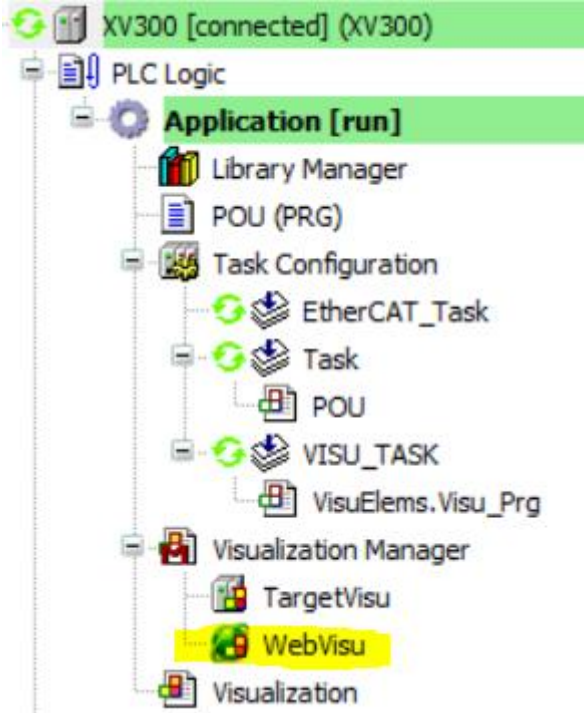 XV300 [connected] (XV300)
PLC Logic
Application [run]
Library Manager
POU (PRG)
Task Configuration
EtherCAT_Task
Task
POU
VISU_TASK
VisuElems.Visu_Prg
Visualization Manager
TargetVisu
WebVisu
Visualization